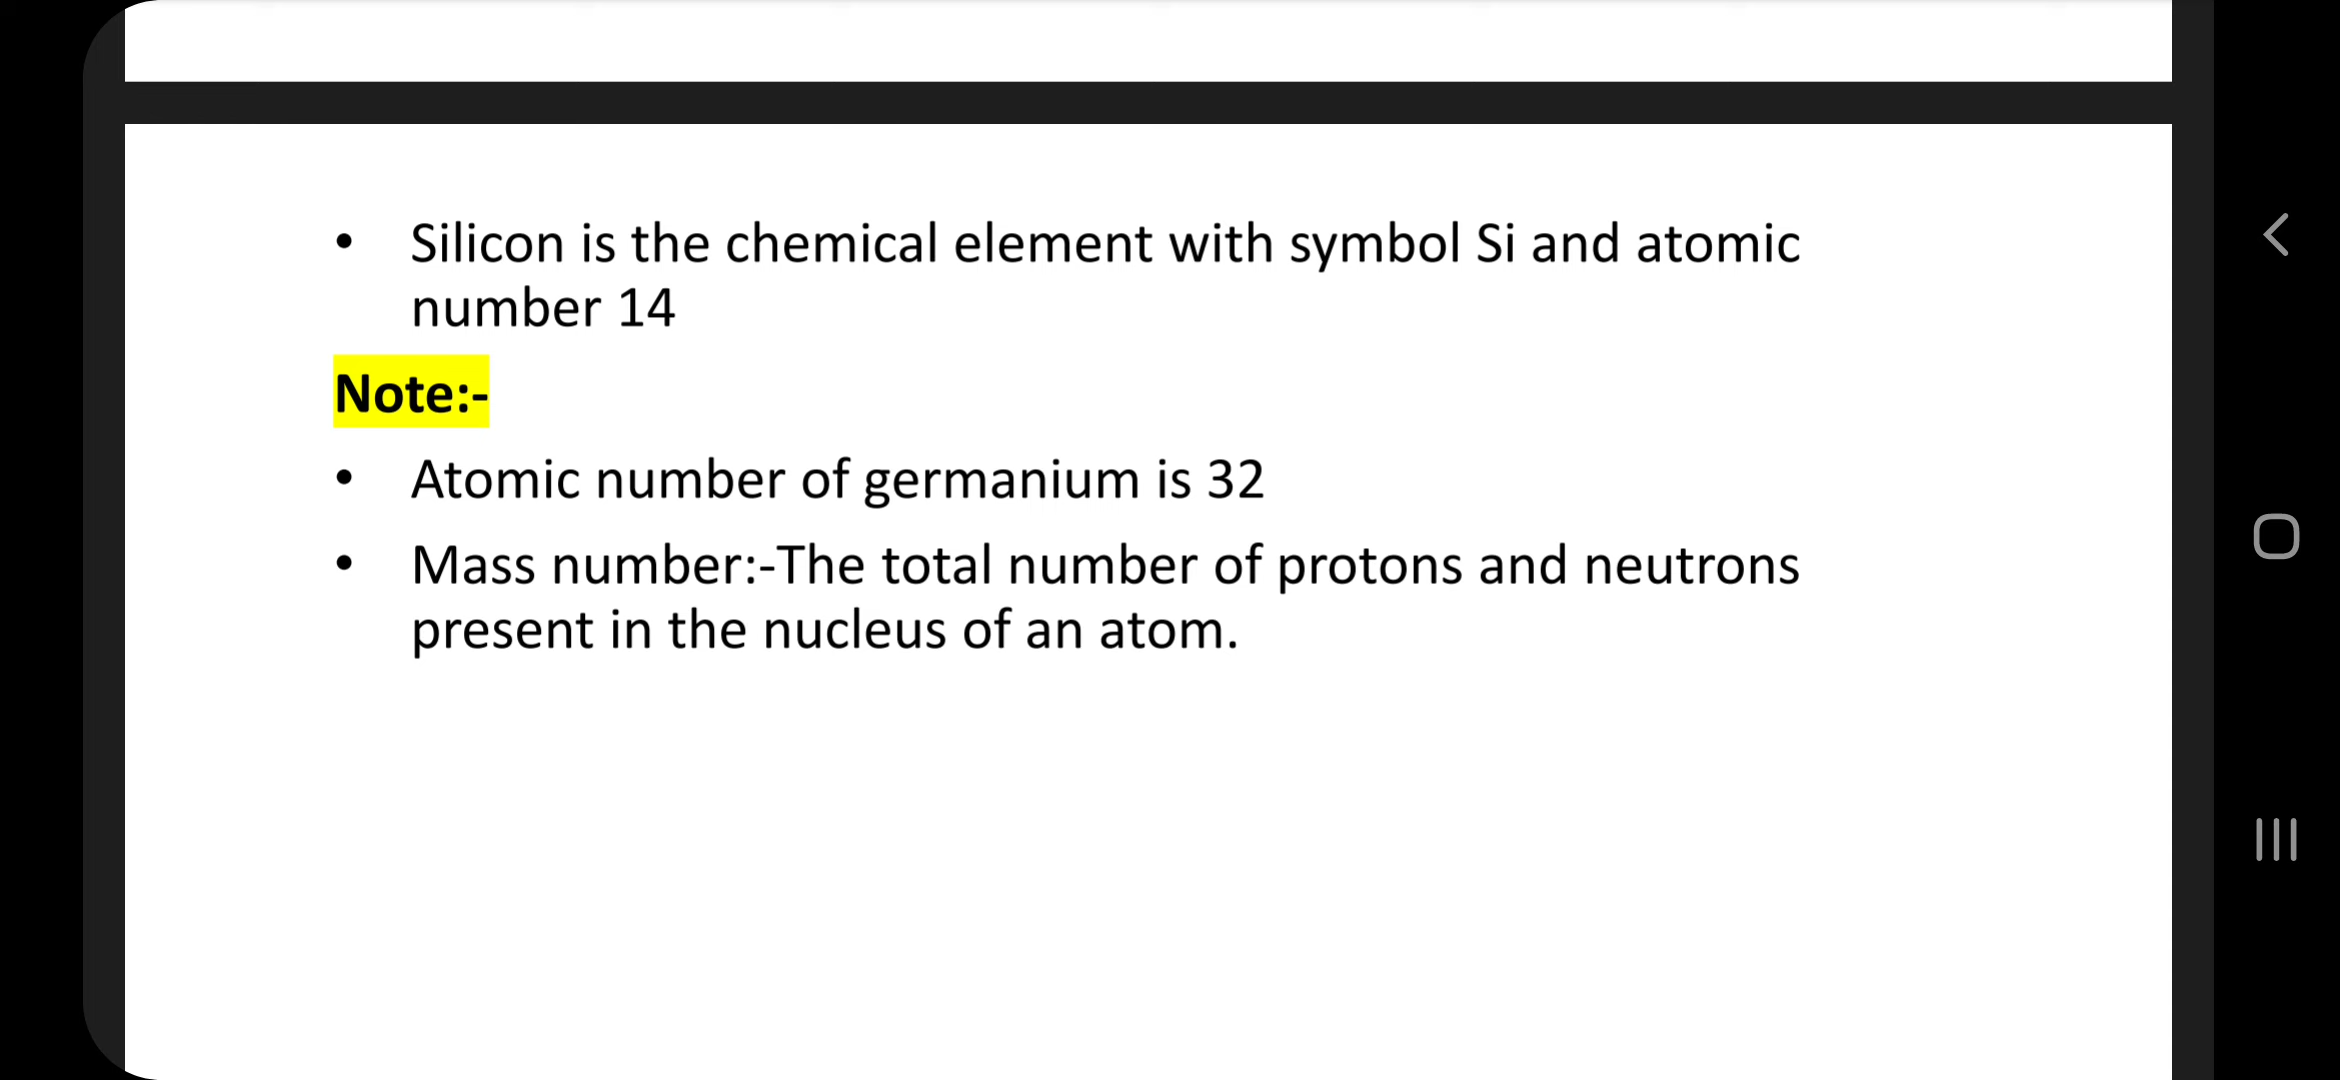 • Silicon is the chemical element with symbol Si and atomic
number 14
Note:-
• Atomic number of germanium is 32
• Mass number:-The total number of protons and neutrons
present in the nucleus of an atom.